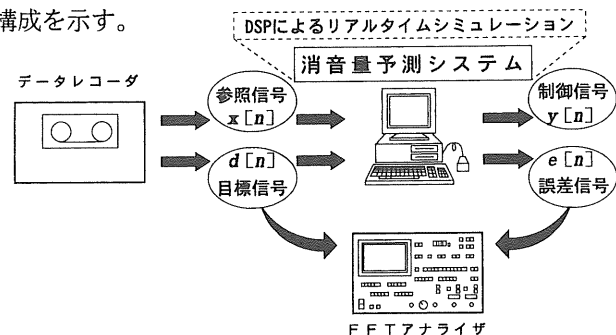 構成を示す。
DSPによるリアルタイムシミュレーション
消音量予測システム
データレコーダ
参照信号
x[n]
制御信号
y[n]
d[n]
目標信号
e[n]
誤差信号
FFTアナライザ